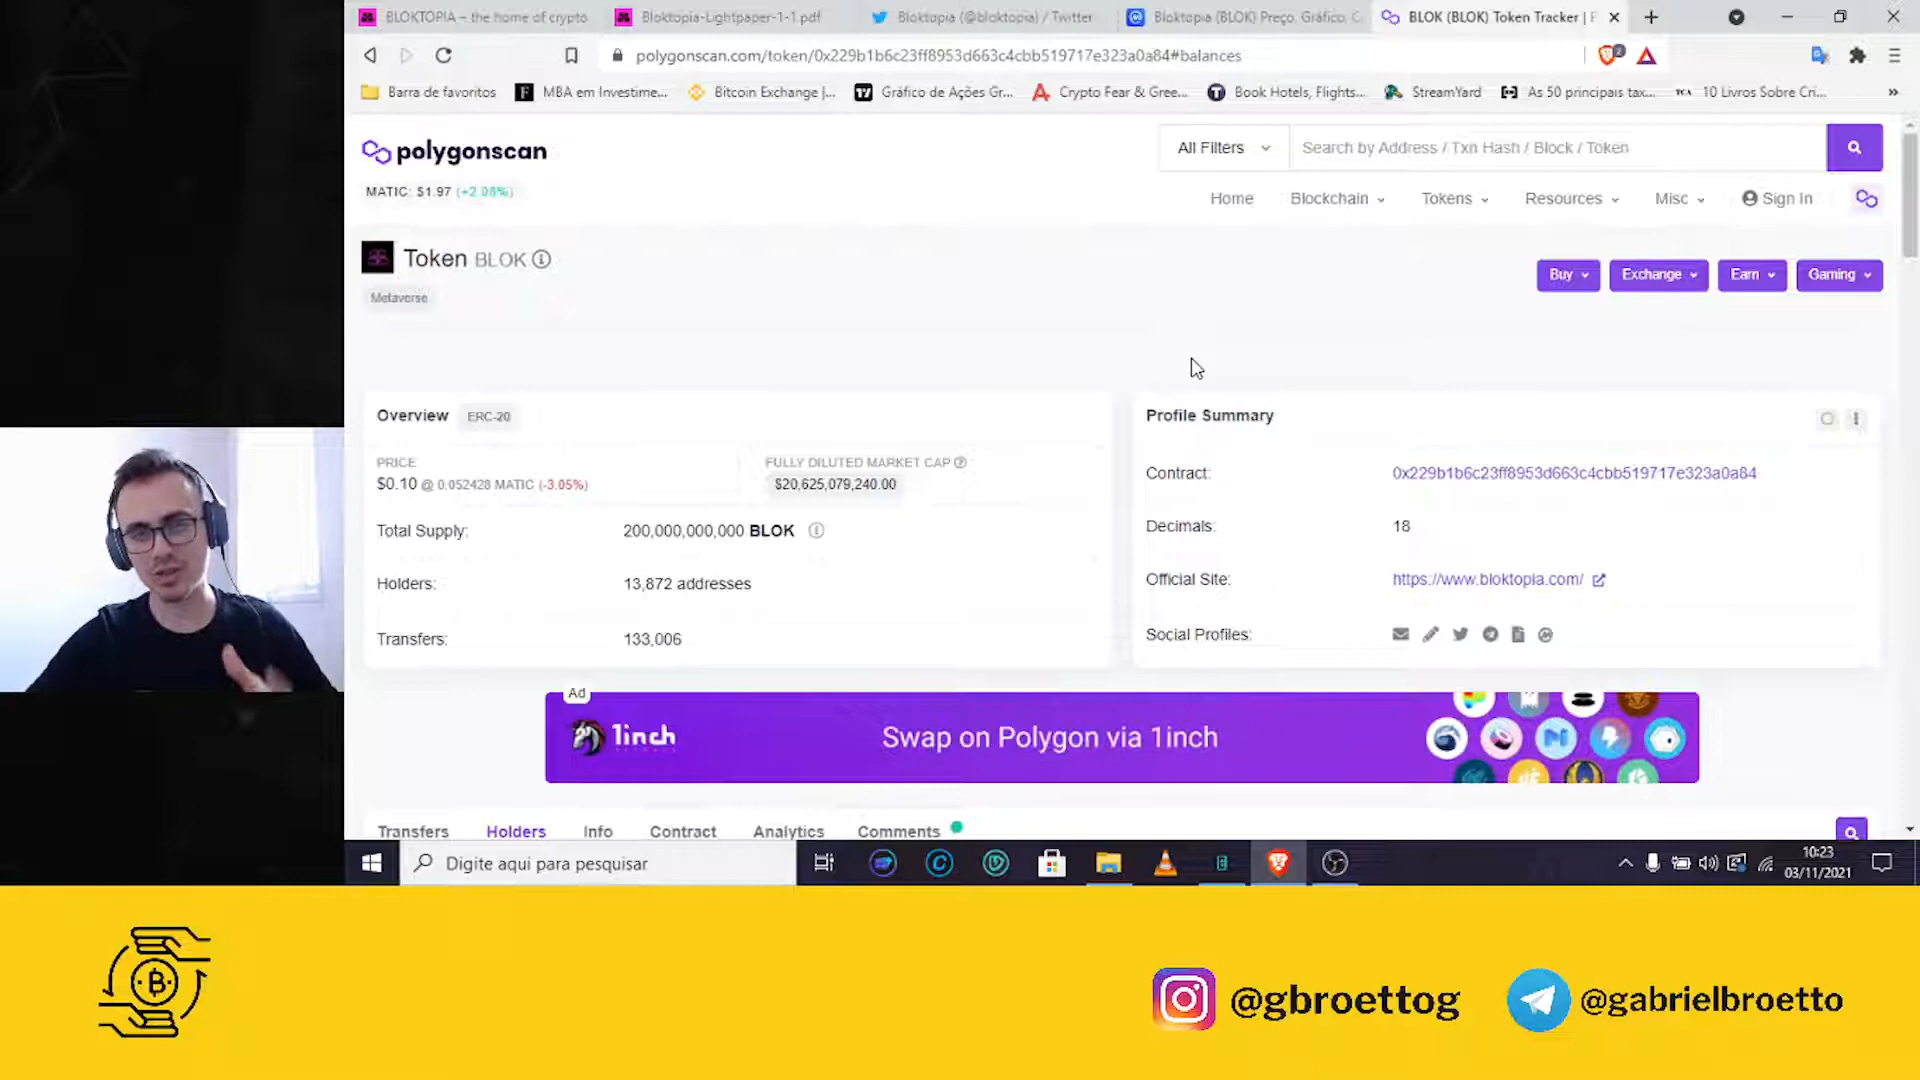 BLOKTOPIA – the home of crypto
Bloktopia-Lightpaper-1-1.pdf
Bloktopia (@bloktopia) / Twitter
Bloktopia (BLOK) Preço, Gráfico, C
BLOK (BLOK) Token Tracker | P
polygonscan.com/token/0x229b1b6c23ff8953d663c4cbb519717e323a0a84#balances
2
Barra de favoritos
MBA em Investime...
Bitcoin Exchange |...
Gráfico de Ações Gr...
Crypto Fear & Gree...
Book Hotels, Flights...
StreamYard
As 50 principais tax...
10 Livros Sobre Cri...
polygonscan
All Filters
Search by Address / Txn Hash / Block / Token
MATIC: $1.97 (+2.08%)
Home
Blockchain
Tokens
Resources
Misc
Sign In
Token BLOK
Metaverse
Buy
Exchange
Earn
Gaming
Overview
ERC-20
PRICE
$0.10 @ 0.052428 MATIC (-3.05%)
FULLY DILUTED MARKET CAP
$20,625,079,240.00
Total Supply:
200,000,000,000 BLOK
Holders:
13,872 addresses
Transfers:
133,006
Profile Summary
Contract:
0x229b1b6c23ff8953d663c4cbb519717e323a0a84
Decimals:
18
Official Site:
https://www.bloktopia.com/
Social Profiles:
Ad
1inch
Swap on Polygon via 1inch
Transfers
Holders
Info
Contract
Analytics
Comments
Digite aqui para pesquisar
10:23
03/11/2021
@gbroettog
@gabrielbroetto